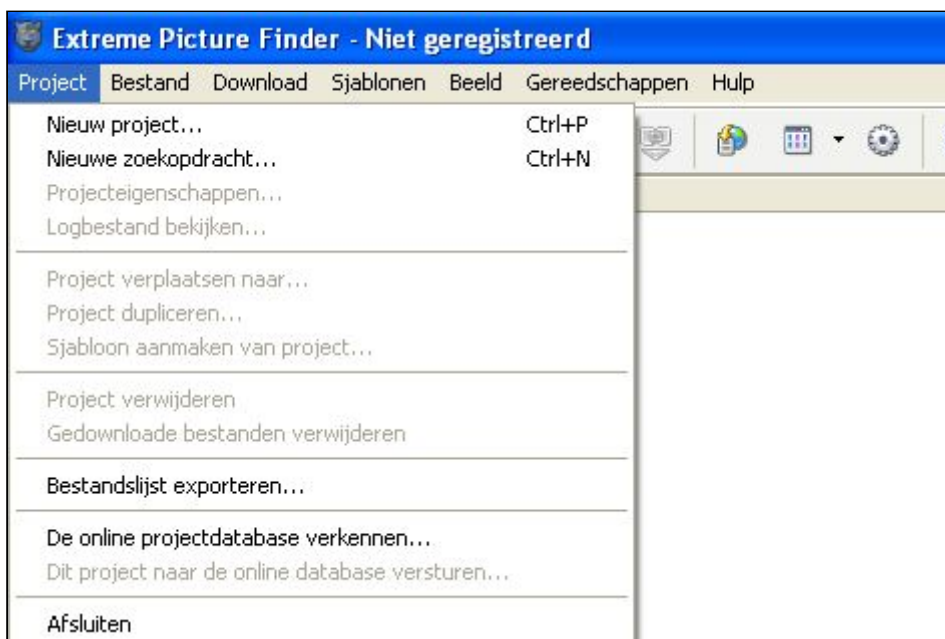 Extreme Picture Finder - Niet geregistreerd
Project Bestand Download Sjablonen Beeld Gereedschappen Hulp
Nieuw project... Ctrl+P
Nieuwe zoekopdracht... Ctrl+N
Projecteigenschappen...
Logbestand bekijken...
Project verplaatsen naar...
Project dupliceren...
Sjabloon aanmaken van project...
Project verwijderen
Gedownloade bestanden verwijderen
Bestandslijst exporteren...
De online projectdatabase verkennen...
Dit project naar de online database versturen...
Afsluiten